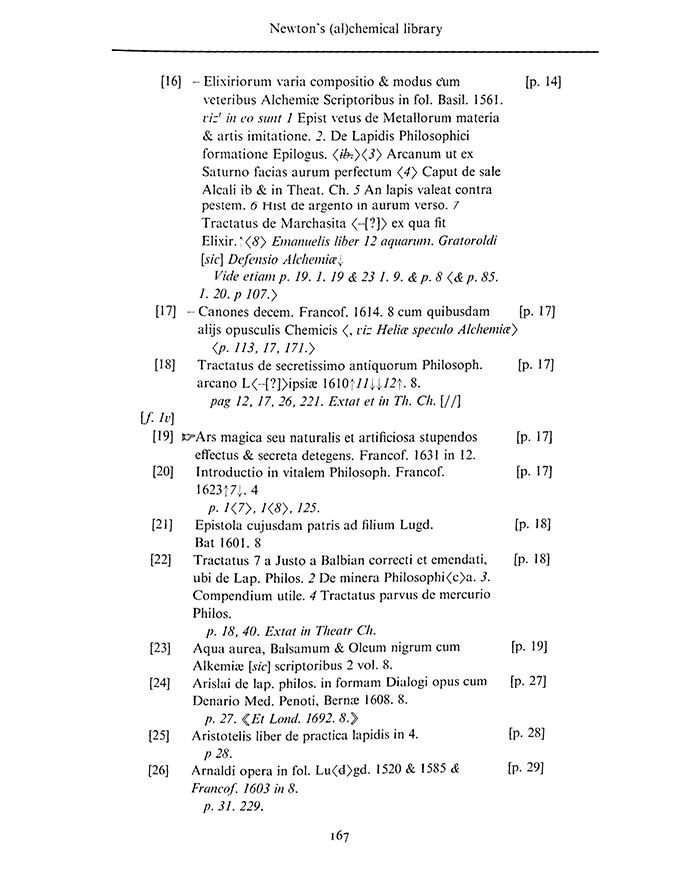 Newton's (al)chemical library
[16] – Elixiriorum varia compositio & modus cum [p. 14]
veteribus Alchemiæ Scriptoribus in fol. Basil. 1561.
vizᵗ in eo sunt 1 Epist vetus de Metallorum materia
& artis imitatione. 2. De Lapidis Philosophici
formatione Epilogus. ⟨ib.⟩⟨3⟩ Arcanum ut ex
Saturno facias aurum perfectum ⟨4⟩ Caput de sale
Alcali ib & in Theat. Ch. 5 An lapis valeat contra
pestem. 6 Hist de argento in aurum verso. 7
Tractatus de Marchasita ⟨–[?]⟩ ex qua fit
Elixir.↑⟨8⟩ Emanuelis liber 12 aquarum. Gratoroldi
[sic] Defensio Alchemiæ↓
Vide etiam p. 19. 1. 19 & 23 1. 9. & p. 8 ⟨& p. 85.
1. 20. p 107.⟩
[17] – Canones decem. Francof. 1614. 8 cum quibusdam [p. 17]
alijs opusculis Chemicis ⟨, viz Heliæ speculo Alchemiæ⟩
⟨p. 113, 17, 171.⟩
[18] Tractatus de secretissimo antiquorum Philosoph. [p. 17]
arcano L⟨–[?]⟩ipsiæ 1610↑11↓↓12↑. 8.
pag 12, 17, 26, 221. Extat et in Th. Ch. [//]
[f. 1v]
[19] ☞Ars magica seu naturalis et artificiosa stupendos [p. 17]
effectus & secreta detegens. Francof. 1631 in 12.
[20] Introductio in vitalem Philosoph. Francof. [p. 17]
1623↑7↓. 4
p. 1⟨7⟩, 1⟨8⟩, 125.
[21] Epistola cujusdam patris ad filium Lugd. [p. 18]
Bat 1601. 8
[22] Tractatus 7 a Justo a Balbian correcti et emendati, [p. 18]
ubi de Lap. Philos. 2 De minera Philosophi⟨c⟩a. 3.
Compendium utile. 4 Tractatus parvus de mercurio
Philos.
p. 18, 40. Extat in Theatr Ch.
[23] Aqua aurea, Balsamum & Oleum nigrum cum [p. 19]
Alkemiæ [sic] scriptoribus 2 vol. 8.
[24] Arislai de lap. philos. in formam Dialogi opus cum [p. 27]
Denario Med. Penoti, Bernæ 1608. 8.
p. 27. ⟪Et Lond. 1692. 8.⟫
[25] Aristotelis liber de practica lapidis in 4. [p. 28]
p 28.
[26] Arnaldi opera in fol. Lu⟨d⟩gd. 1520 & 1585 & [p. 29]
Francof. 1603 in 8.
p. 31. 229.
167